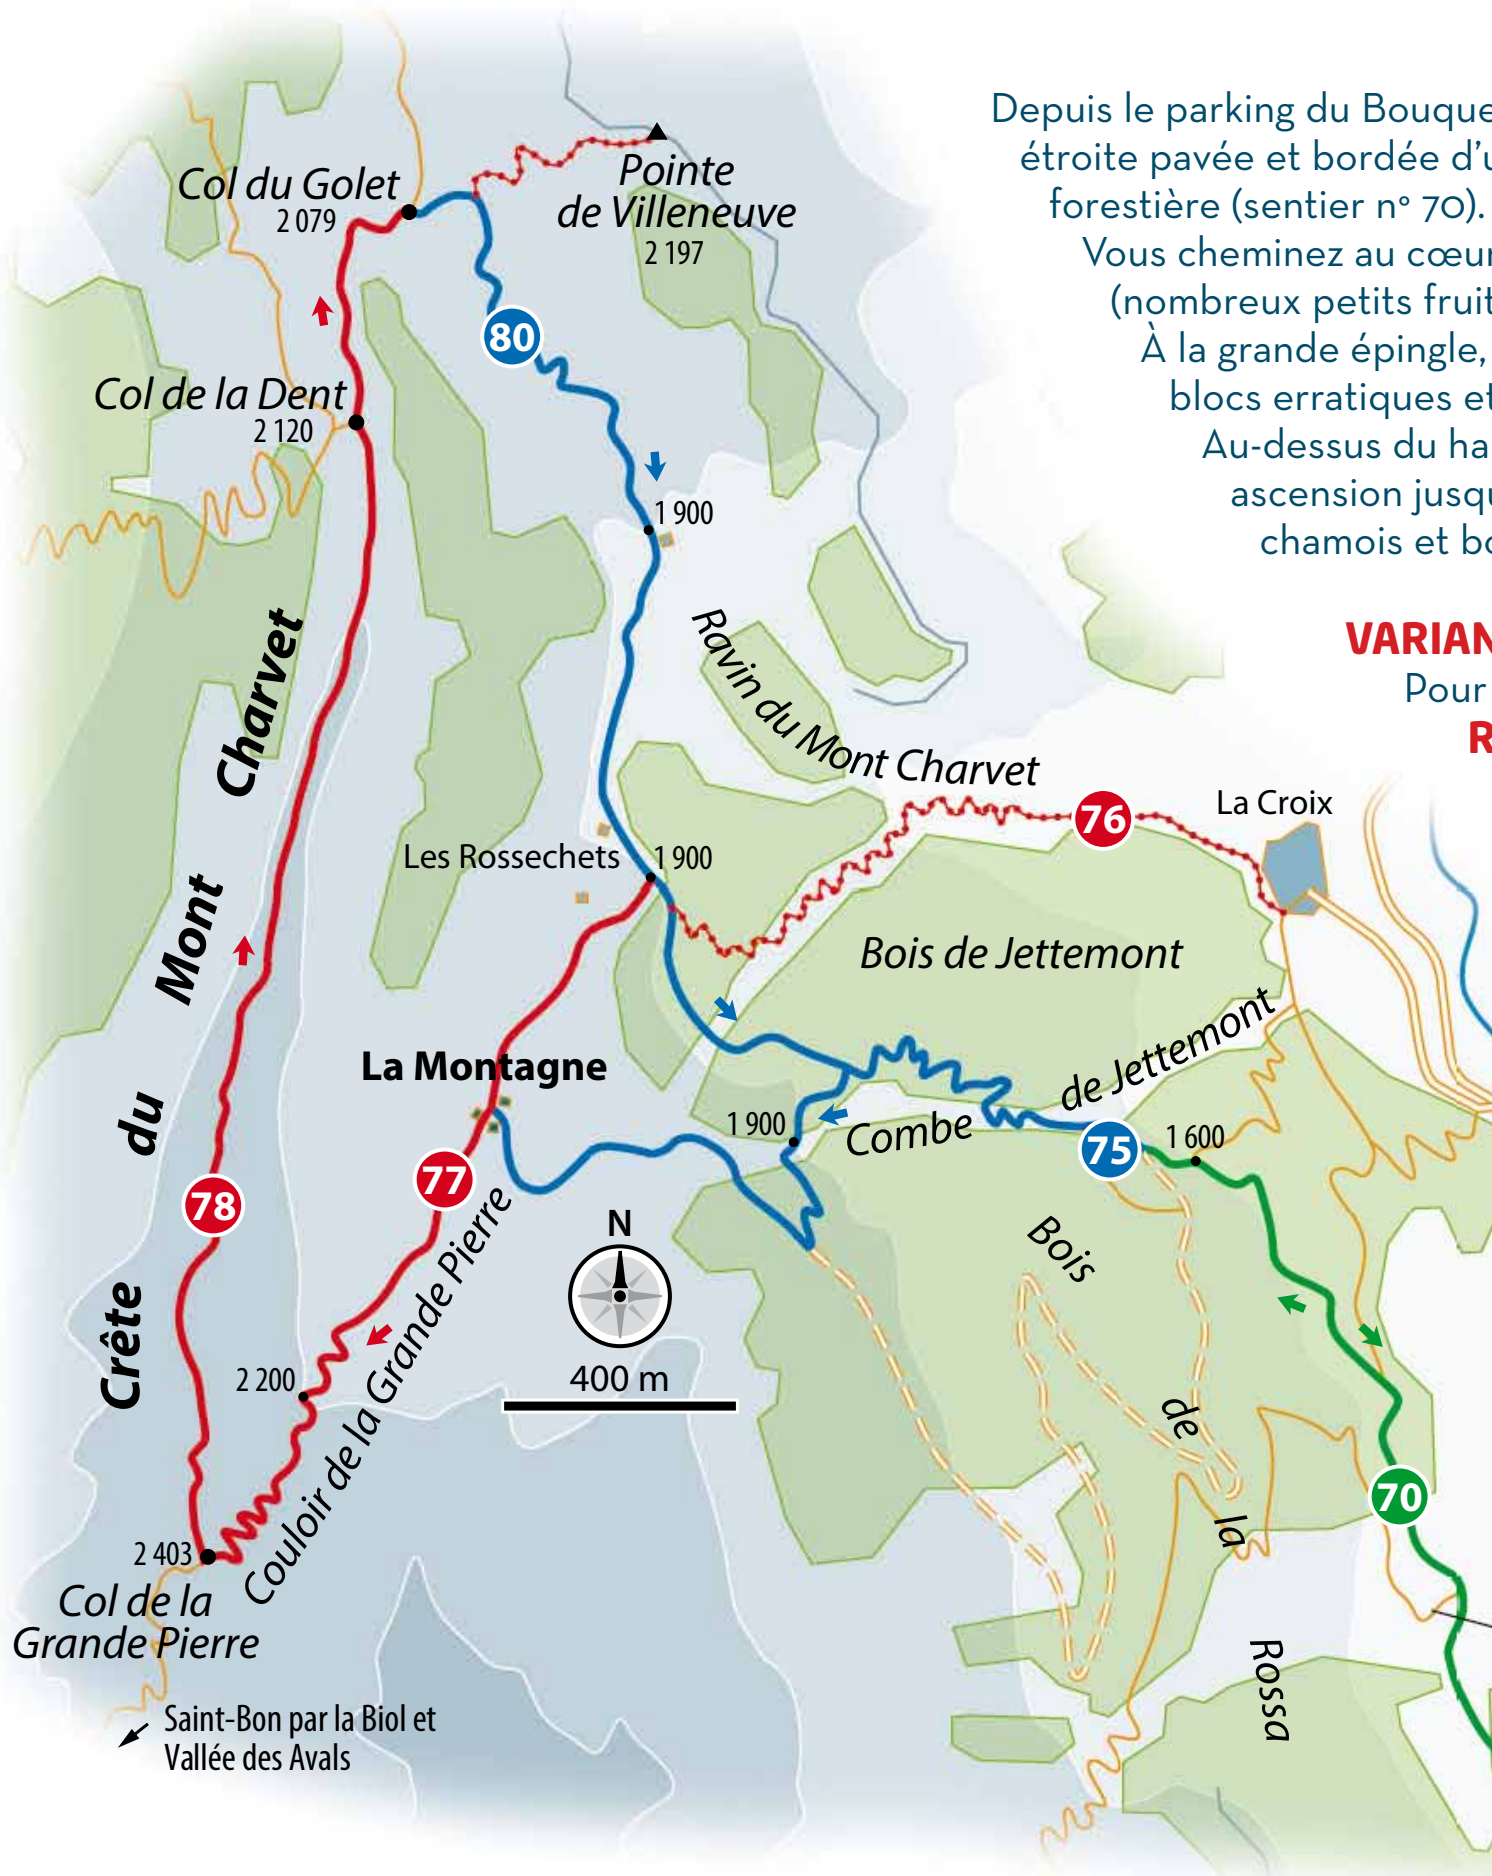 Depuis le parking du Bouque
étroite pavée et bordée d'u
forestière (sentier n° 70).
Vous cheminez au cœur
(nombreux petits fruit
À la grande épingle,
blocs erratiques et
Au-dessus du ha
ascension jusqu
chamois et bo
VARIAN
Pour
R
Pointe
de Villeneuve
2 197
Col du Golet
2 079
80
Col de la Dent
2 120
1 900
Ravin du Mont Charvet
76
La Croix
Les Rossechets
1 900
Bois de Jettemont
La Montagne
Combe de Jettemont
1 900
75
1 600
77
78
Crête du Mont Charvet
N
400 m
Couloir de la Grande Pierre
2 200
Bois de la Rossa
70
2 403
Col de la
Grande Pierre
Saint-Bon par la Biol et
Vallée des Avals